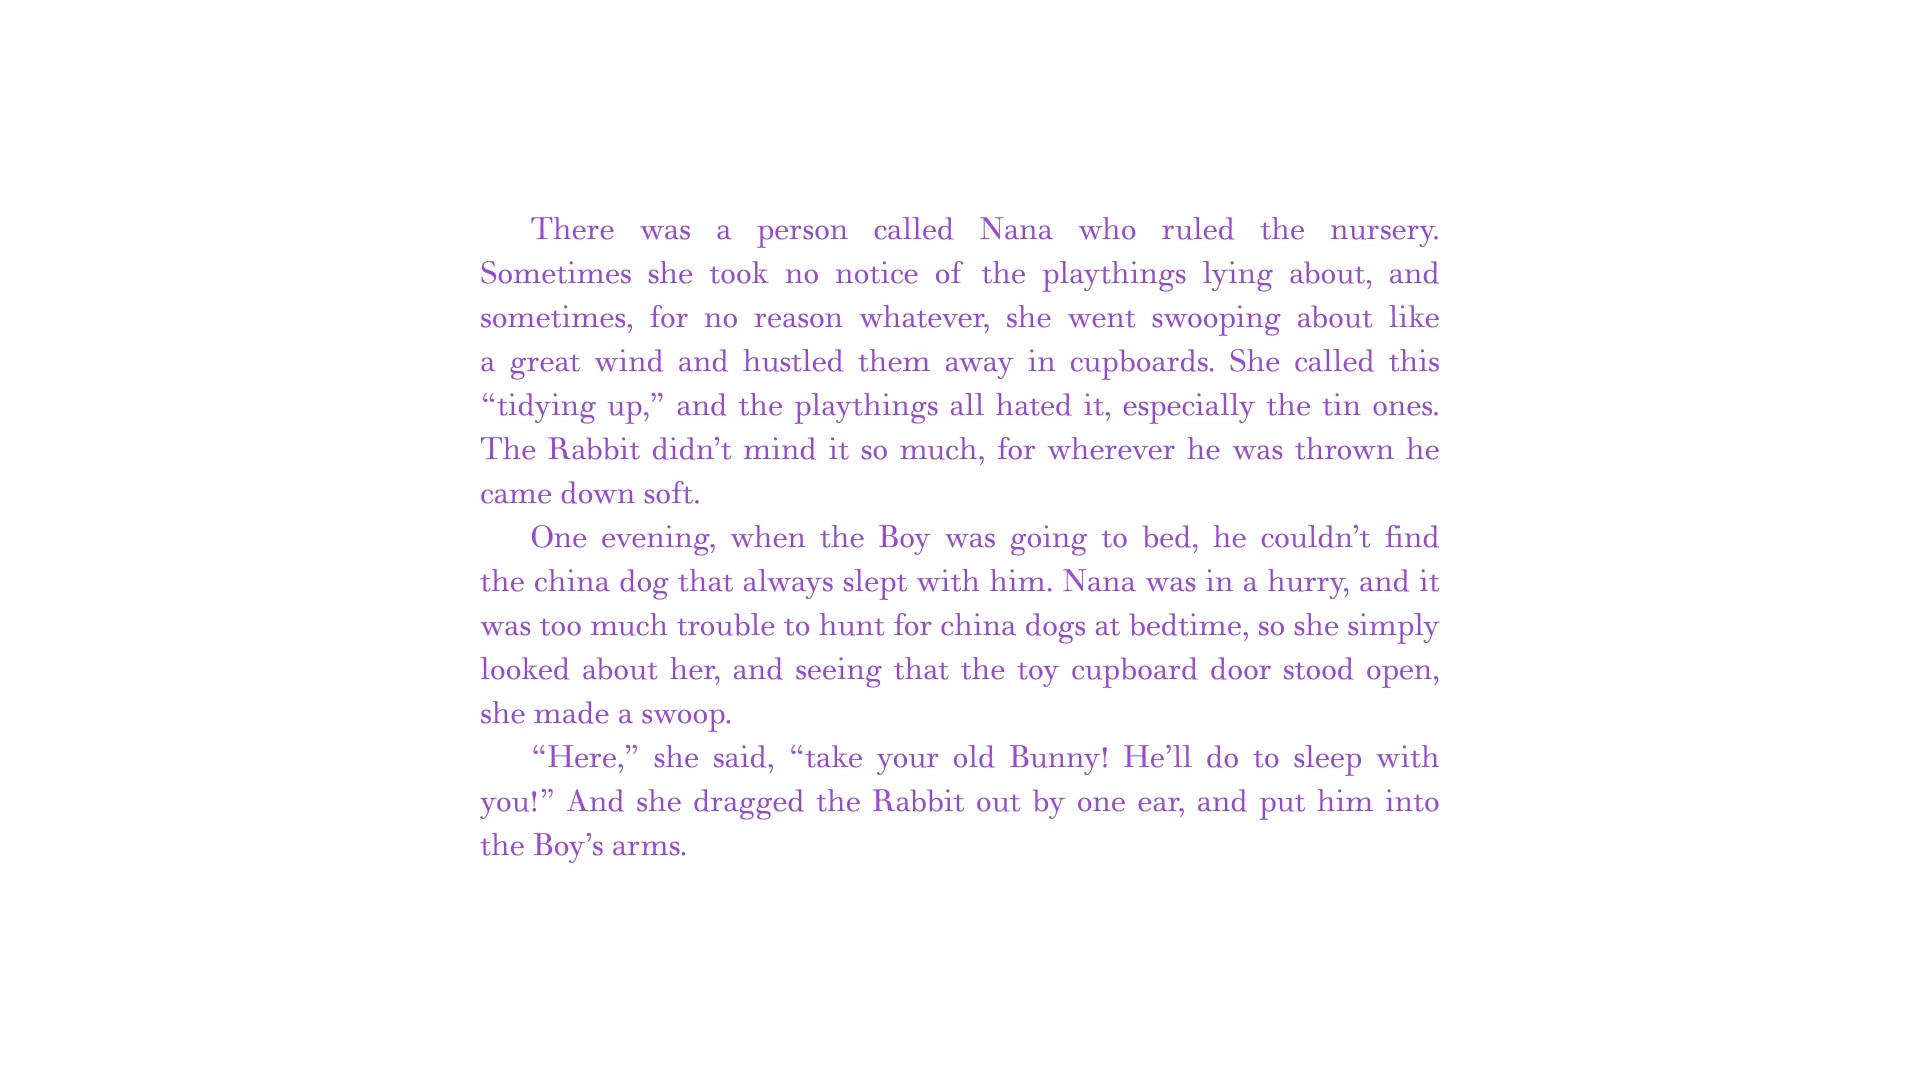 There was a person called Nana who ruled the nursery.
Sometimes she took no notice of the playthings lying about, and
sometimes, for no reason whatever, she went swooping about like
a great wind and hustled them away in cupboards. She called this
“tidying up,” and the playthings all hated it, especially the tin ones.
The Rabbit didn’t mind it so much, for wherever he was thrown he
came down soft.
One evening, when the Boy was going to bed, he couldn’t find
the china dog that always slept with him. Nana was in a hurry, and it
was too much trouble to hunt for china dogs at bedtime, so she simply
looked about her, and seeing that the toy cupboard door stood open,
she made a swoop.
“Here,” she said, “take your old Bunny! He’ll do to sleep with
you!” And she dragged the Rabbit out by one ear, and put him into
the Boy’s arms.